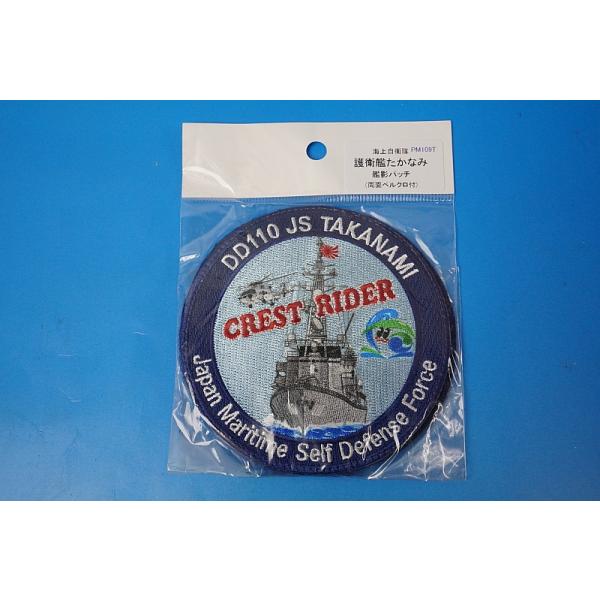 海上自衛隊 PM109T
護衛艦たかなみ
艦影パッチ
(両面ベルクロ付)
DD110 JS TAKANAMI
CREST RIDER
Japan Maritime Self Defense Force